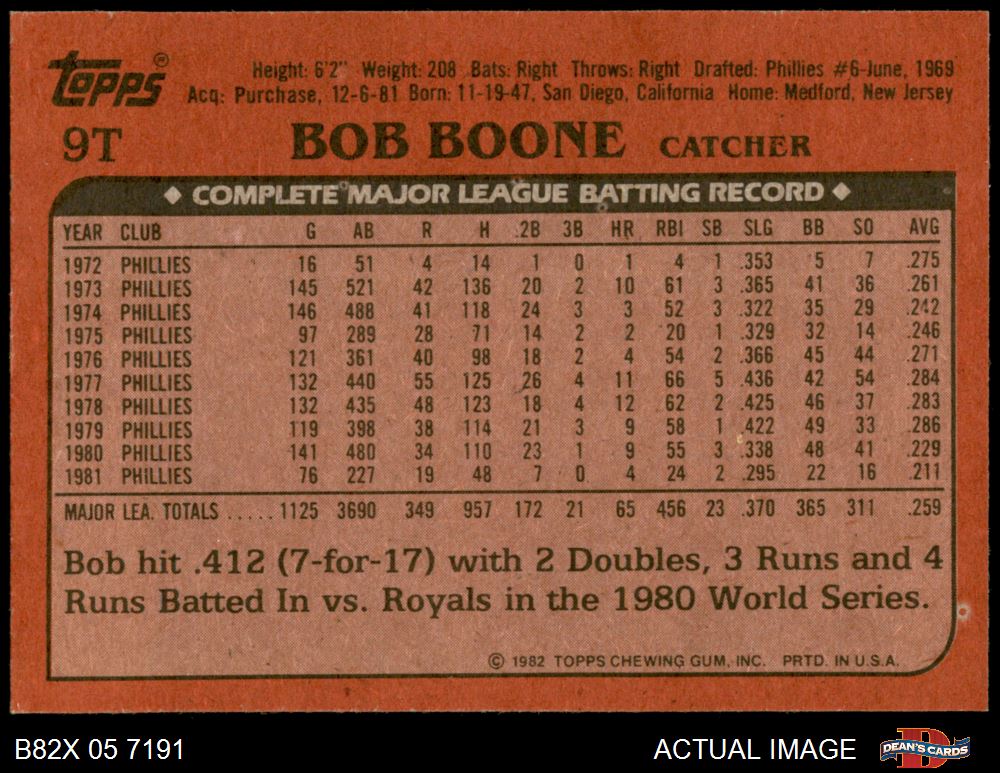 Topps®
Height: 6'2" Weight: 208 Bats: Right Throws: Right Drafted: Phillies #6-June, 1969
Acq: Purchase, 12-6-81 Born: 11-19-47, San Diego, California Home: Medford, New Jersey
9T BOB BOONE CATCHER
◆ COMPLETE MAJOR LEAGUE BATTING RECORD ◆
YEAR CLUB G AB R H 2B 3B HR RBI SB SLG BB SO AVG
1972 PHILLIES 16 51 4 14 1 0 1 4 1 .353 5 7 .275
1973 PHILLIES 145 521 42 136 20 2 10 61 3 .365 41 36 .261
1974 PHILLIES 146 488 41 118 24 3 3 52 3 .322 35 29 .242
1975 PHILLIES 97 289 28 71 14 2 2 20 1 .329 32 14 .246
1976 PHILLIES 121 361 40 98 18 2 4 54 2 .366 45 44 .271
1977 PHILLIES 132 440 55 125 26 4 11 66 5 .436 42 54 .284
1978 PHILLIES 132 435 48 123 18 4 12 62 2 .425 46 37 .283
1979 PHILLIES 119 398 38 114 21 3 9 58 1 .422 49 33 .286
1980 PHILLIES 141 480 34 110 23 1 9 55 3 .338 48 41 .229
1981 PHILLIES 76 227 19 48 7 0 4 24 2 .295 22 16 .211
MAJOR LEA. TOTALS ..... 1125 3690 349 957 172 21 65 456 23 .370 365 311 .259
Bob hit .412 (7-for-17) with 2 Doubles, 3 Runs and 4
Runs Batted In vs. Royals in the 1980 World Series.
© 1982 TOPPS CHEWING GUM, INC. PRTD. IN U.S.A.
B82X 05 7191 ACTUAL IMAGE DEAN'S CARDS